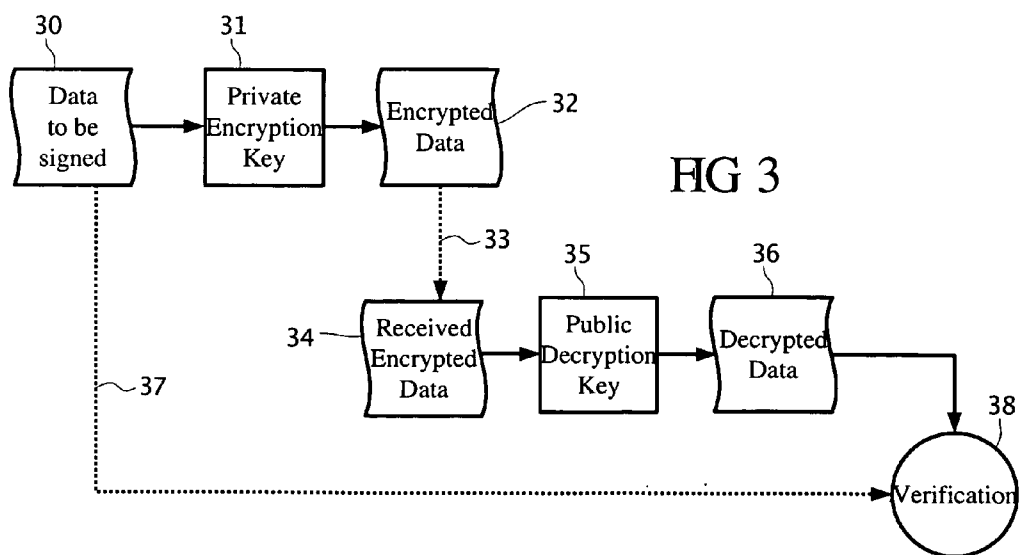 30
31
Data
to be
signed
Private
Encryption
Key
Encrypted
Data
32
FIG 3
33
35
36
34
Received
Encrypted
Data
Public
Decryption
Key
Decrypted
Data
37
38
Verification